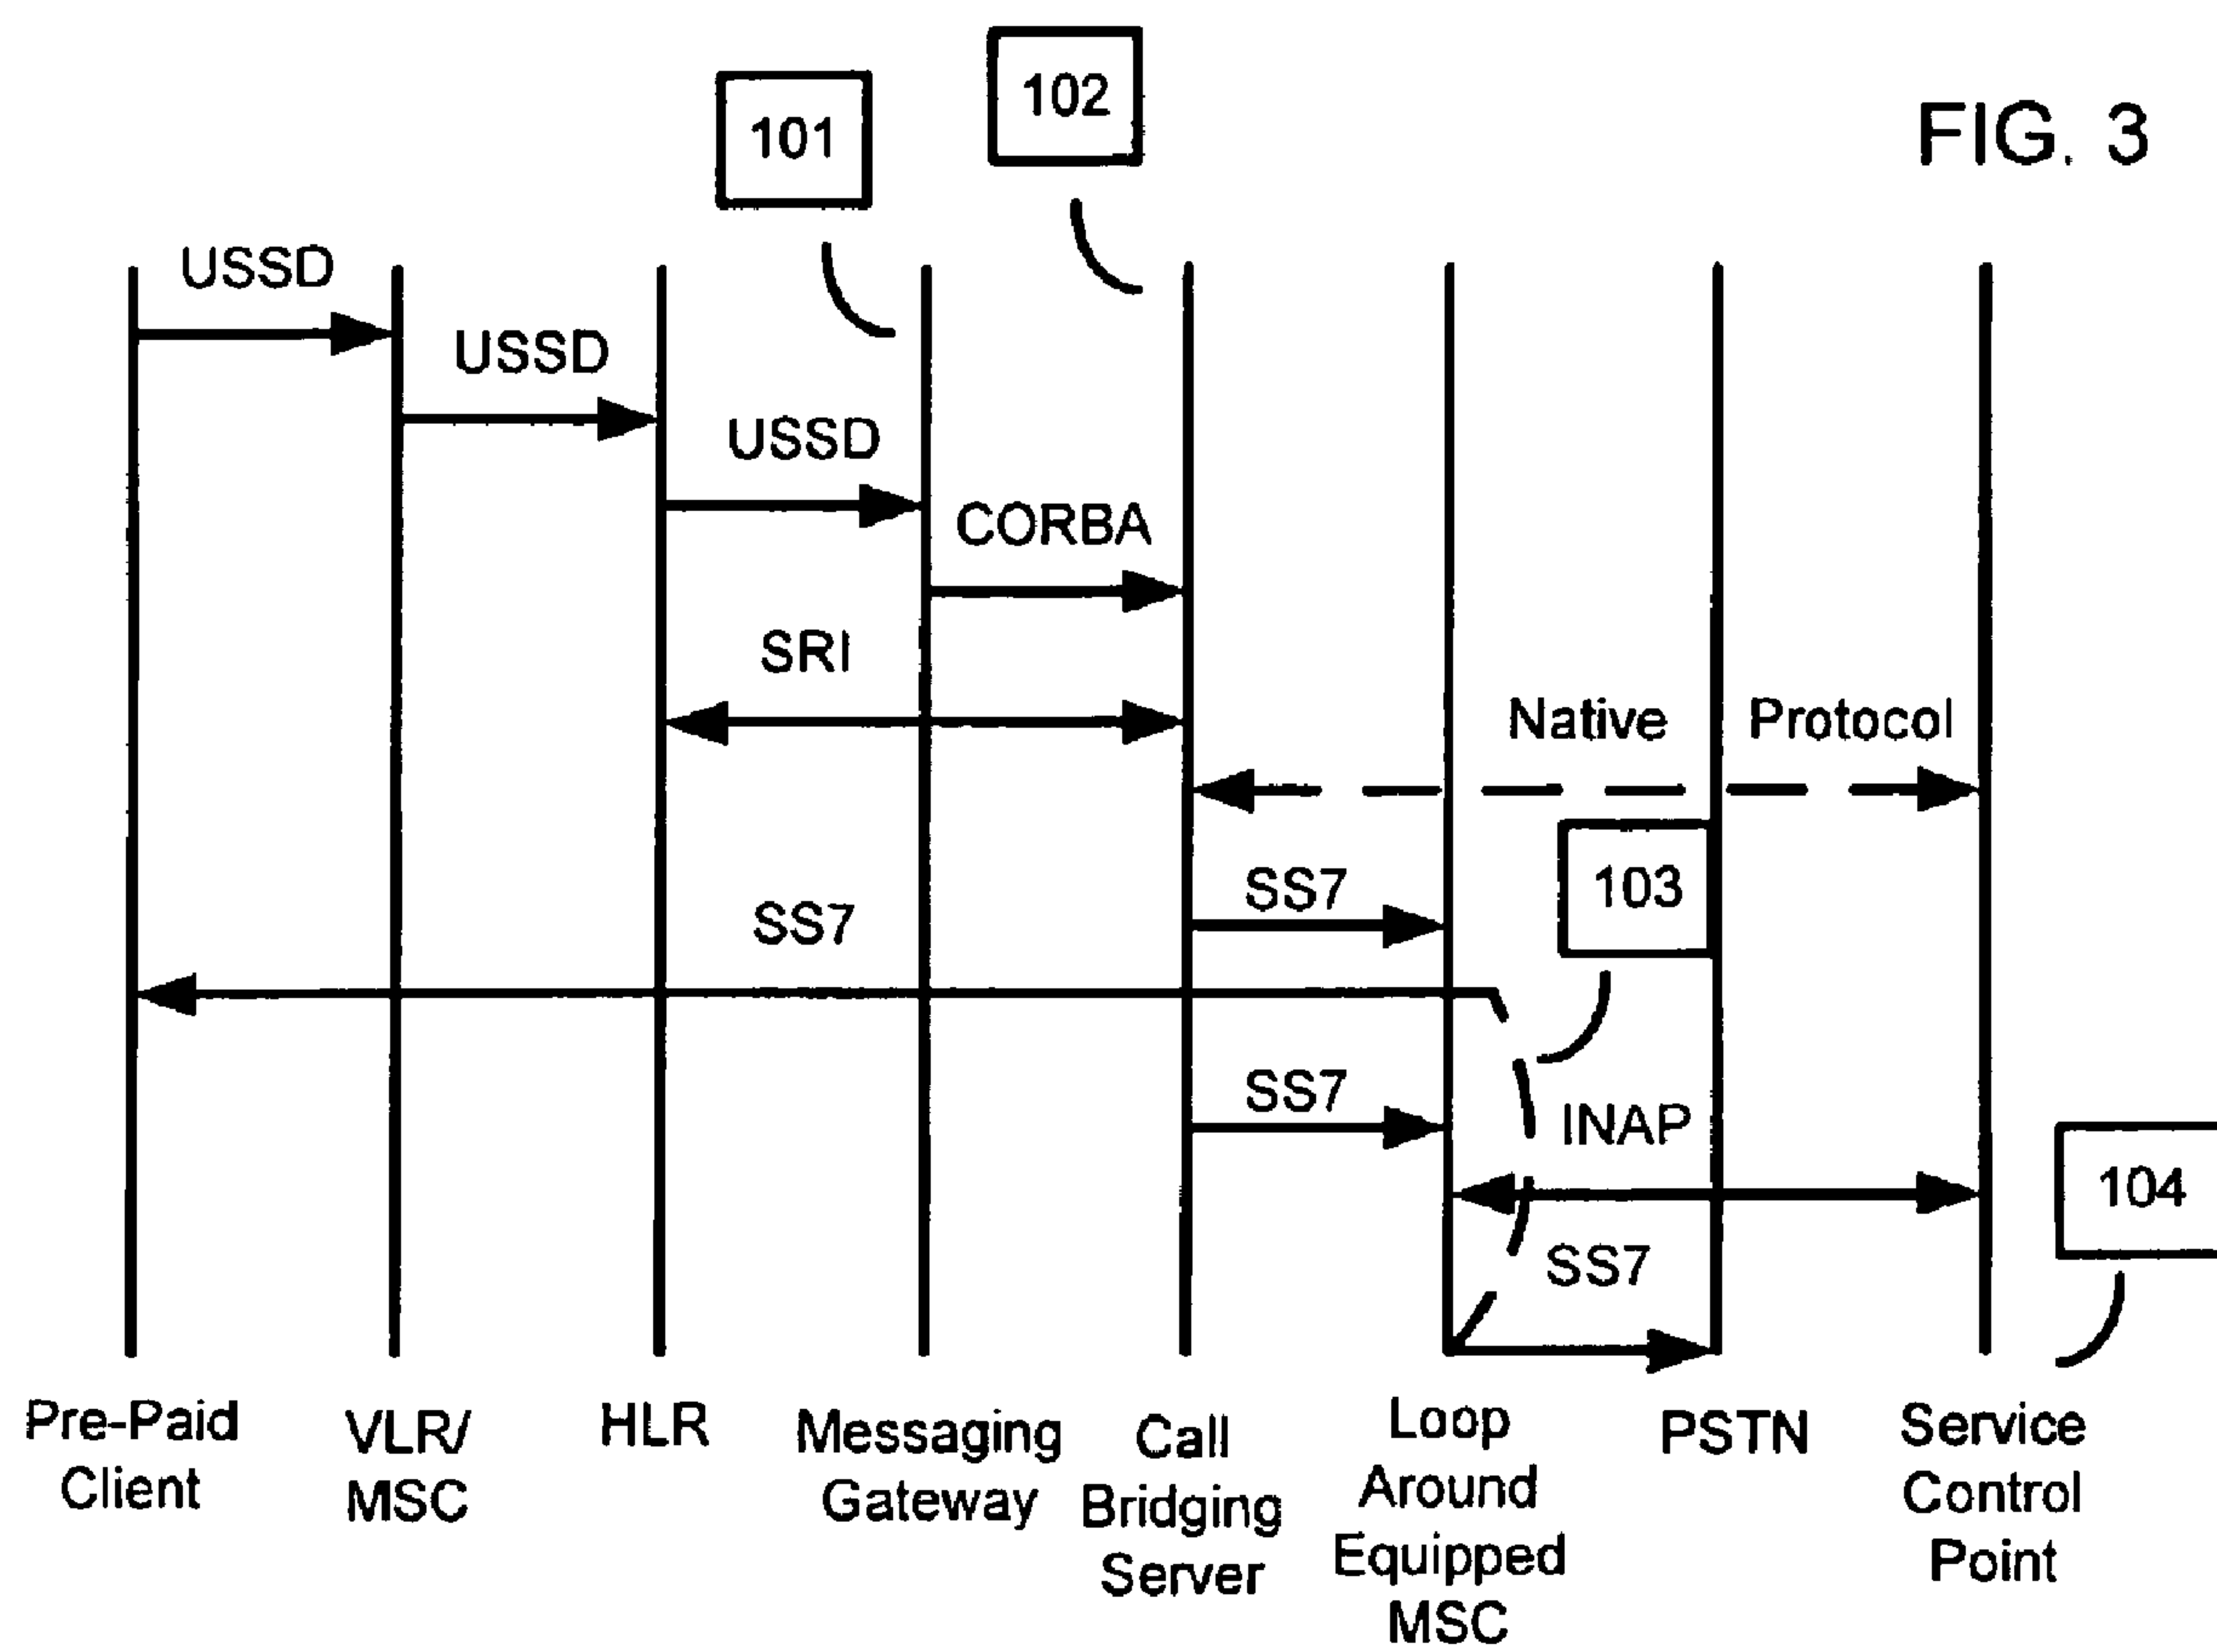 102
101
FIG. 3
USSD
USSD
USSD
CORBA
SRI
Native Protocol
103
SS7
SS7
SS7
INAP
104
SS7
Pre-Paid
Client
VLR/
MSC
HLR
Messaging
Gateway
Call
Bridging
Server
Loop
Around
Equipped
MSC
PSTN
Service
Control
Point